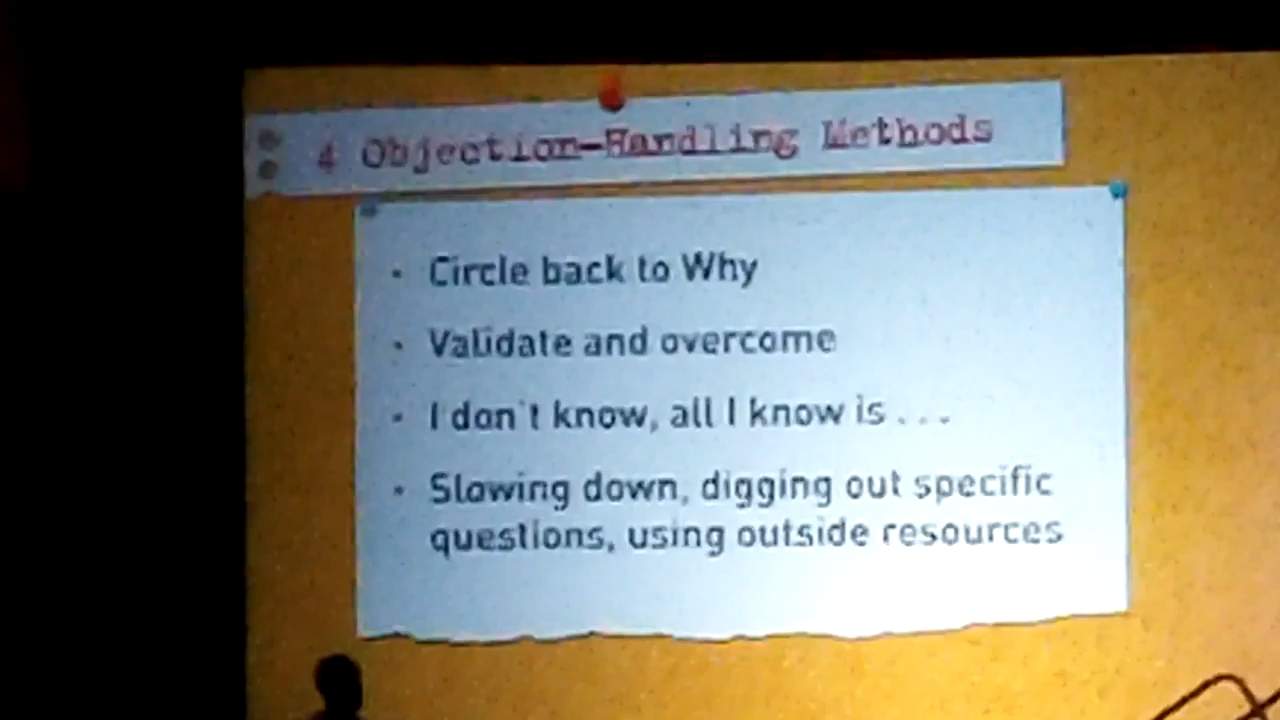 4 Objection-Handling Methods
• Circle back to Why
• Validate and overcome
• I don't know, all I know is . . .
• Slowing down, digging out specific
questions, using outside resources